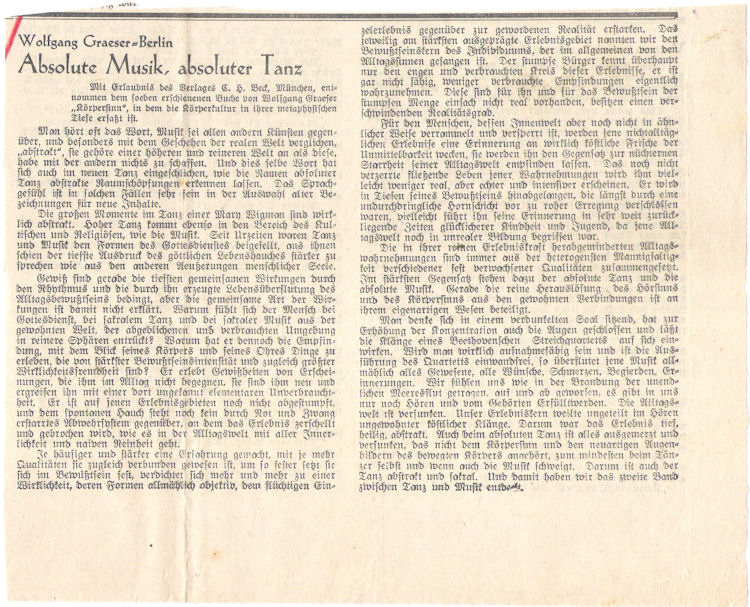 Wolfgang Graeser=Berlin
Absolute Musik, absoluter Tanz
Mit Erlaubnis des Verlages C. H. Beck, München, ent-
nommen dem soeben erschienenen Buche von Wolfgang Graeser
„Körpersinn“, in dem die Körperkultur in ihrer metaphysischen
Tiefe erfaßt ist.
Man hört oft das Wort, Musik sei allen andern Künsten gegen-
über, und besonders mit dem Geschehen der realen Welt verglichen,
„abstrakt“, sie gehöre einer höheren und reineren Welt an als diese,
habe mit der andern nichts zu schaffen. Und dies selbe Wort hat
sich auch im neuen Tanz eingeschlichen, wie die Namen absoluter
Tanz abstrakte Raumschöpfungen erkennen lassen. Das Sprach-
gefühl ist in solchen Fällen sehr fein in der Auswahl alter Be-
zeichnungen für neue Inhalte.
Die großen Momente im Tanz einer Mary Wigman sind wirk-
lich abstrakt. Hoher Tanz kommt ebenso in den Bereich des Kul-
tischen und Religiösen, wie die Musik. Seit Urzeiten waren Tanz
und Musik den Formen des Gottesdienstes beigesellt, aus ihnen
schien der tiefste Ausdruck des göttlichen Lebenshauches stärker zu
sprechen wie aus den anderen Aeußerungen menschlicher Seele.
Gewiß sind gerade die tiefsten gemeinsamen Wirkungen durch
den Rhythmus und die durch ihn erzeugte Lebensüberflutung des
Alltagsbewußtseins bedingt, aber die gemeinsame Art der Wir-
kungen ist damit nicht erklärt. Warum fühlt sich der Mensch bei
Gottesdienst, bei sakralem Tanz und bei sakraler Musik aus der
gewohnten Welt, der abgeblichenen und verbrauchten Umgebung
in reinere Sphären entrückt? Warum hat er dennoch die Empfin-
dung, mit dem Blick seines Körpers und seines Ohres Dinge zu
erleben, die von stärkster Bewußtseinsintensität und zugleich größter
Wirklichkeitsfremdheit sind? Er erlebt Gewißheiten von Erschei-
nungen, die ihm im Alltag nicht begegnen, sie sind ihm neu und
ergreifen ihn mit einer dort ungekannt elementaren Unverbraucht-
heit. Er ist auf jenen Erlebnisgebieten noch nicht abgestumpft,
und dem spontanen Hauch steht noch kein durch Not und Zwang
erstarrtes Abwehrsystem gegenüber, an dem das Erlebnis zerschellt
und gebrochen wird, wie es in der Alltagswelt mit aller Inner-
lichkeit und naiven Reinheit geht.
Je häufiger und stärker eine Erfahrung gemacht, mit je mehr
Qualitäten sie zugleich verbunden gewesen ist, um so fester setzt sie
sich im Bewußtsein fest, verdichtet sich mehr und mehr zu einer
Wirklichkeit, deren Formen allmählich objektiv, dem flüchtigen Ein-
zelerlebnis gegenüber zur gewordenen Realität erstarken. Das
jeweilig am stärksten ausgeprägte Erlebnisgebiet nannten wir den
Bewußtseinskern des Individuums, der im allgemeinen von den
Alltagssinnen gefangen ist. Der stumpfe Bürger kennt überhaupt
nur den engen und verbrauchten Kreis dieser Erlebnisse, er ist
gar nicht fähig, weniger verbrauchte Empfindungen eigentlich
wahrzunehmen. Diese sind für ihn und für das Bewußtsein der
stumpfen Menge einfach nicht real vorhanden, besitzen einen ver-
schwindenden Realitätsgrad.
Für den Menschen, dessen Innenwelt aber noch nicht in ähn-
licher Weise verrammelt und versperrt ist, werden jene nichtalltäg-
lichen Erlebnisse eine Erinnerung an wirklich köstliche Frische der
Unmittelbarkeit wecken, sie werden ihn den Gegensatz zur nüchternen
Starrheit seiner Alltagswelt empfinden lassen. Das noch nicht
verzerrte fließende Leben jener Wahrnehmungen wird ihm viel-
leicht weniger real, aber echter und intensiver erscheinen. Er wird
in Tiefen seines Bewußtseins hinabgelangen, die längst durch eine
undurchdringliche Hornschicht vor zu roher Erregung verschlossen
waren, vielleicht führt ihn seine Erinnerung in sehr weit zurück-
liegende Zeiten glücklicherer Kindheit und Jugend, da jene All-
tagswelt noch in unrealer Bildung begriffen war.
Die in ihrer reinen Erlebniskraft herabgeminderten Alltags-
wahrnehmungen sind immer aus der heterogensten Mannigfaltig-
keit verschiedener fest verwachsener Qualitäten zusammengesetzt.
Im stärksten Gegensatz stehen dazu der absolute Tanz und die
absolute Musik. Gerade die reine Herauslösung des Hörsinns
und des Körpersinns aus den gewohnten Verbindungen ist an
ihrem eigenartigen Wesen beteiligt.
Man denke sich in einem verdunkelten Saal sitzend, hat zur
Erhöhung der Konzentration auch die Augen geschlossen und läßt
die Klänge eines Beethovenschen Streichquartetts auf sich ein-
wirken. Wird man wirklich aufnahmefähig sein und ist die Aus-
führung des Quartetts einwandfrei, so überflutet jene Musik all-
mählich alles Gewesene, alle Wünsche, Schmerzen, Begierden, Er-
innerungen. Wir fühlen uns wie in der Brandung der unend-
lichen Meeresflut getragen, auf und ab geworfen, es gibt in uns
nur noch Hören und vom Gehörten Erfülltwerden. Die Alltags-
welt ist versunken. Unser Erlebniskern weilte ungeteilt im Hören
ungewohnter köstlicher Klänge. Darum war das Erlebnis tief,
heilig, abstrakt. Auch beim absoluten Tanz ist alles ausgemerzt und
versunken, das nicht dem Körpersinn und den neuartigen Augen-
bildern des bewegten Körpers angehört, zum mindesten beim Tän-
zer selbst und wenn auch die Musik schweigt. Darum ist auch der
Tanz abstrakt und sakral. Und damit haben wir das zweite Band
zwischen Tanz und Musik